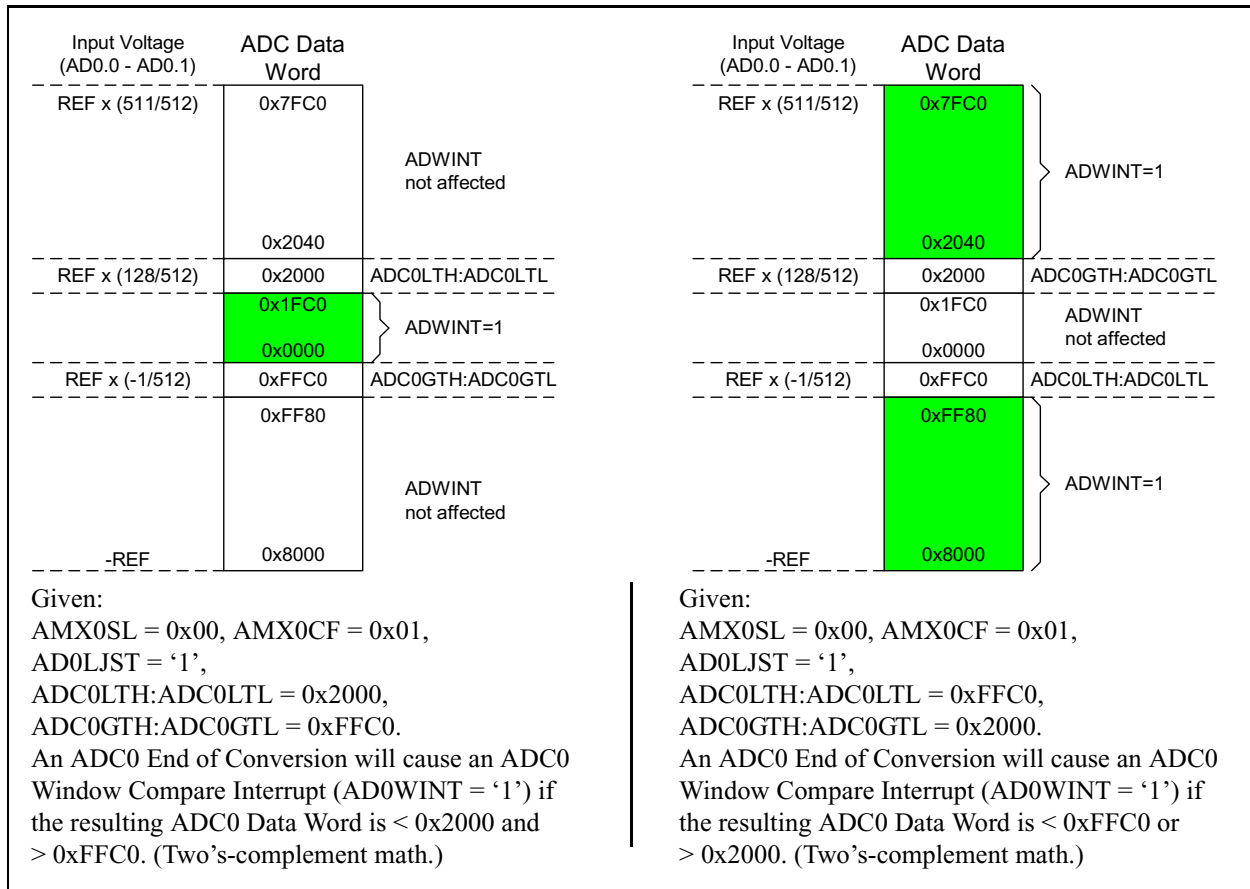 Input Voltage
(AD0.0 - AD0.1)
ADC Data
Word
REF x (511/512)
0x7FC0
ADWINT
not affected
0x2040
REF x (128/512)
0x2000
ADC0LTH:ADC0LTL
0x1FC0
ADWINT=1
0x0000
REF x (-1/512)
0xFFC0
ADC0GTH:ADC0GTL
0xFF80
ADWINT
not affected
-REF
0x8000
Given:
AMX0SL = 0x00, AMX0CF = 0x01,
AD0LJST = ‘1’,
ADC0LTH:ADC0LTL = 0x2000,
ADC0GTH:ADC0GTL = 0xFFC0.
An ADC0 End of Conversion will cause an ADC0
Window Compare Interrupt (AD0WINT = ‘1’) if
the resulting ADC0 Data Word is < 0x2000 and
> 0xFFC0. (Two’s-complement math.)
Input Voltage
(AD0.0 - AD0.1)
ADC Data
Word
REF x (511/512)
0x7FC0
ADWINT=1
0x2040
REF x (128/512)
0x2000
ADC0GTH:ADC0GTL
0x1FC0
ADWINT
not affected
0x0000
REF x (-1/512)
0xFFC0
ADC0LTH:ADC0LTL
0xFF80
ADWINT=1
-REF
0x8000
Given:
AMX0SL = 0x00, AMX0CF = 0x01,
AD0LJST = ‘1’,
ADC0LTH:ADC0LTL = 0xFFC0,
ADC0GTH:ADC0GTL = 0x2000.
An ADC0 End of Conversion will cause an ADC0
Window Compare Interrupt (AD0WINT = ‘1’) if
the resulting ADC0 Data Word is < 0xFFC0 or
> 0x2000. (Two’s-complement math.)